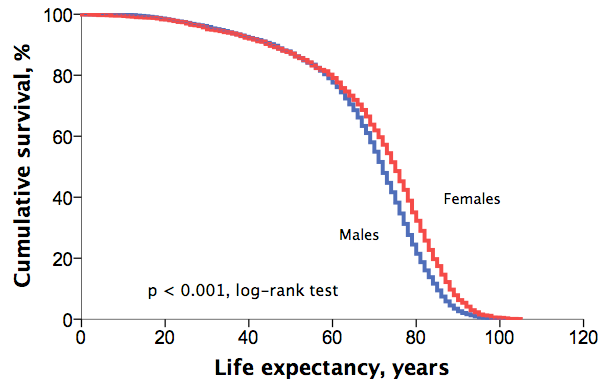 Cumulative survival, %
100
80
60
40
20
0
Females
Males
p < 0.001, log-rank test
0 20 40 60 80 100 120
Life expectancy, years